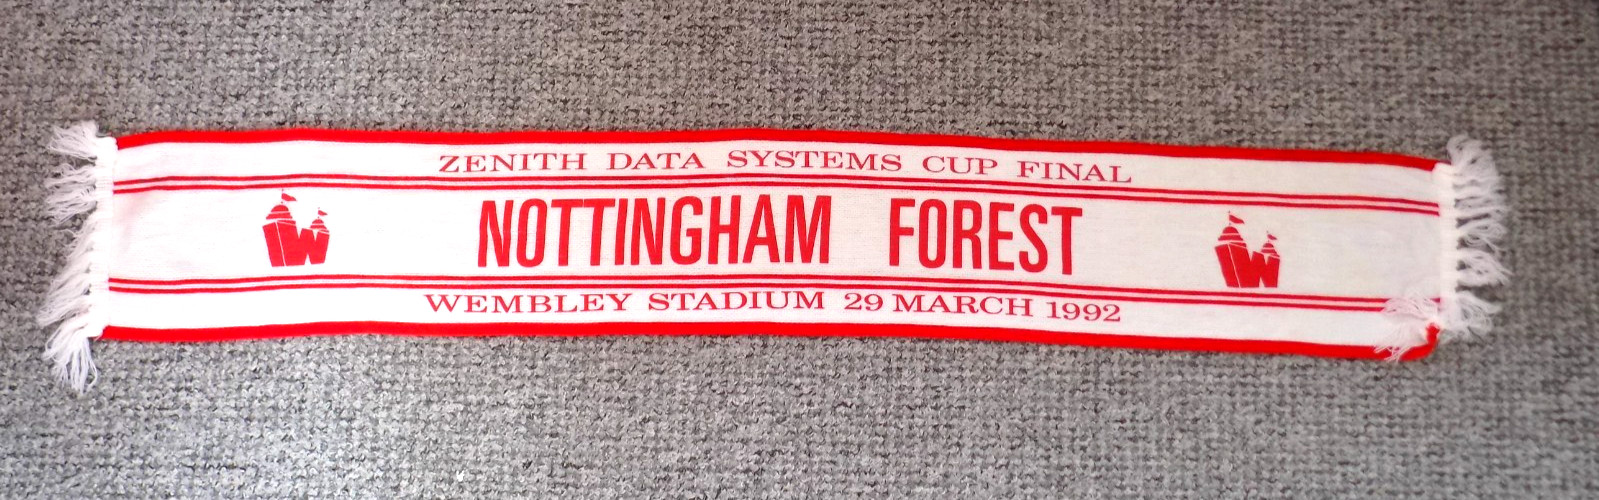 ZENITH DATA SYSTEMS CUP FINAL
NOTTINGHAM FOREST
WEMBLEY STADIUM 29 MARCH 1992